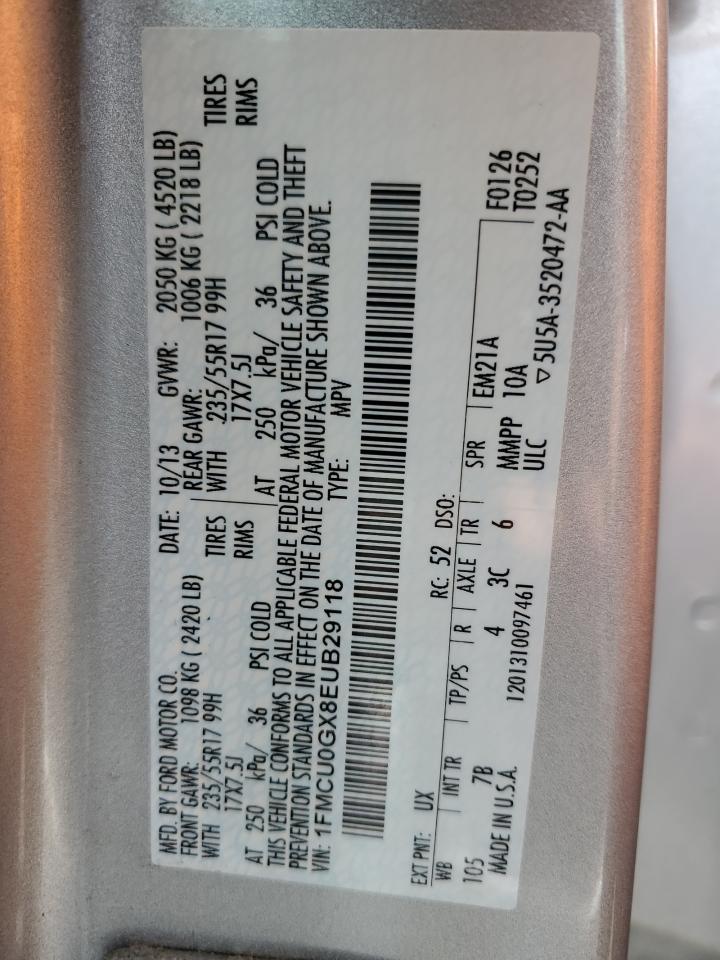 MFD. BY FORD MOTOR CO. DATE: 10/13 GVWR: 2050 KG ( 4520 LB)
FRONT GAWR: 1098 KG ( 2420 LB) REAR GAWR: 1006 KG ( 2218 LB)
WITH 235/55R17 99H TIRES WITH 235/55R17 99H TIRES
17X7.5J RIMS 17X7.5J RIMS
AT 250 kPa/ 36 PSI COLD AT 250 kPa/ 36 PSI COLD
THIS VEHICLE CONFORMS TO ALL APPLICABLE FEDERAL MOTOR VEHICLE SAFETY AND THEFT
PREVENTION STANDARDS IN EFFECT ON THE DATE OF MANUFACTURE SHOWN ABOVE.
VIN: 1FMCU0GX8EUB29118 TYPE: MPV
EXT PNT: UX RC: 52 DSO:
WB INT TR TP/PS R AXLE TR SPR EM21A F0126
105 7B 4 3C 6 MMPP 10A T0252
MADE IN U.S.A. 1201310097461 ULC ▽5U5A-3520472-AA